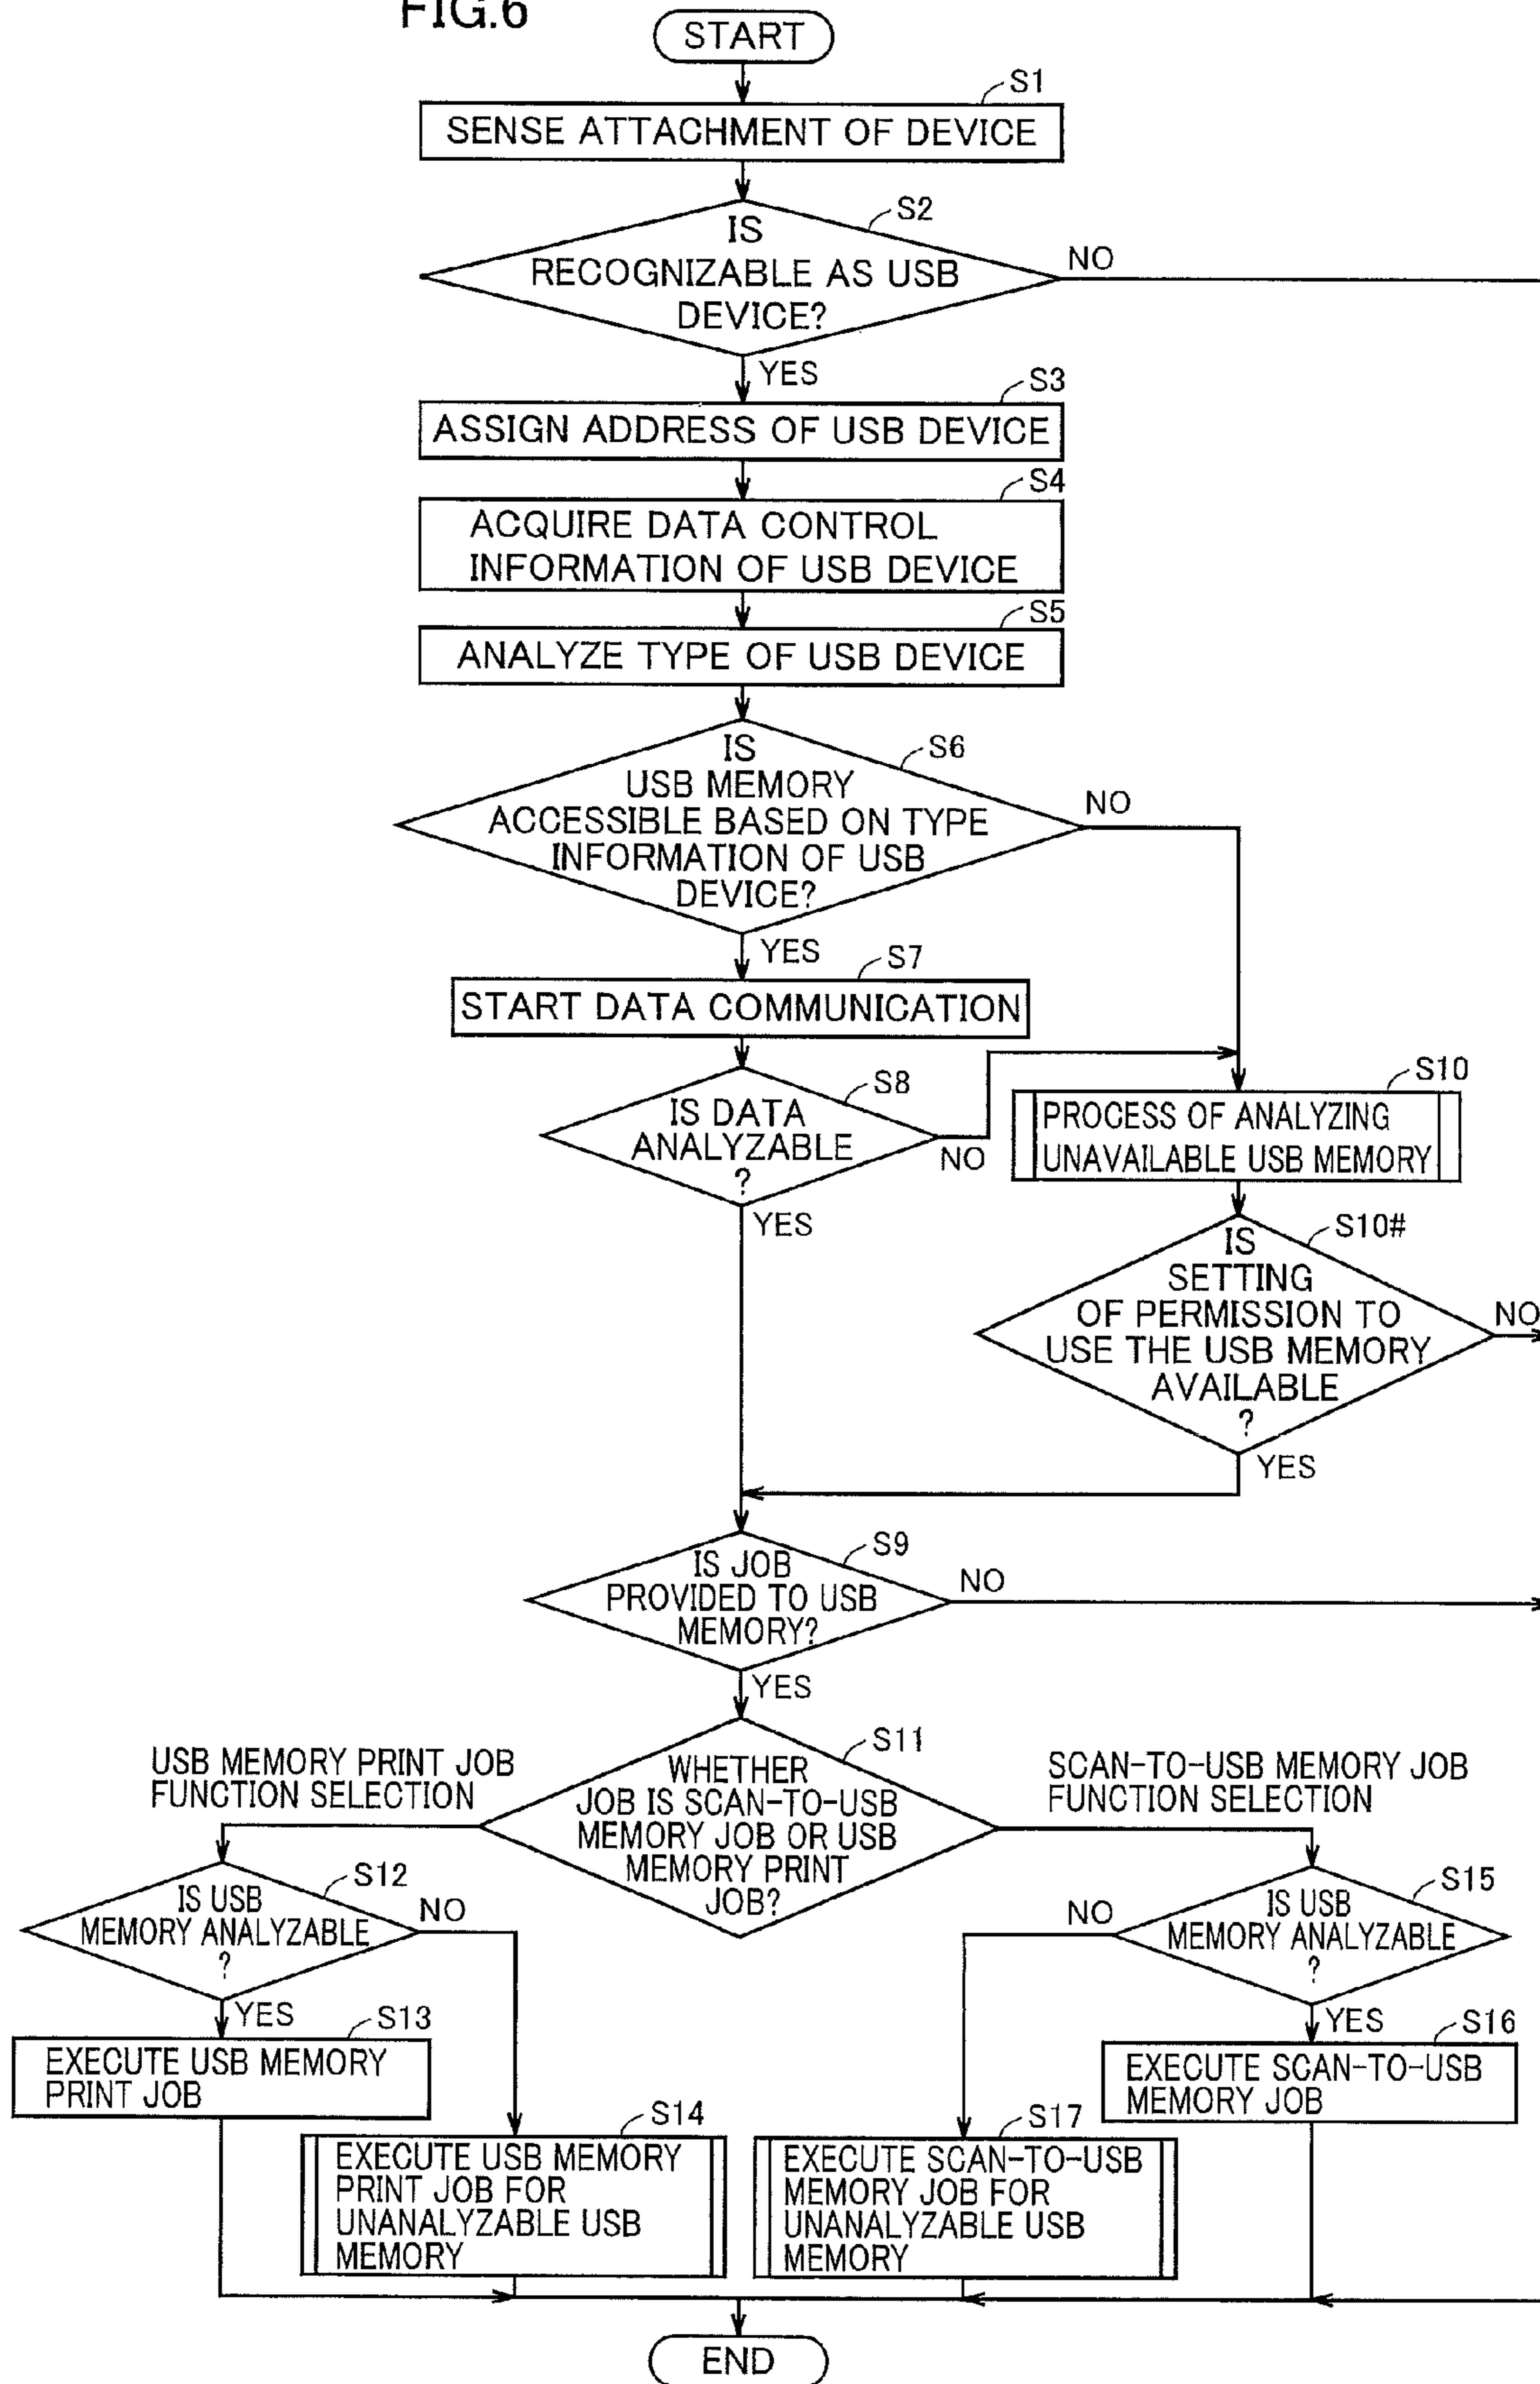 FIG.6
START
S1
SENSE ATTACHMENT OF DEVICE
S2
IS
RECOGNIZABLE AS USB
DEVICE?
NO
YES
S3
ASSIGN ADDRESS OF USB DEVICE
S4
ACQUIRE DATA CONTROL
INFORMATION OF USB DEVICE
S5
ANALYZE TYPE OF USB DEVICE
S6
IS
USB MEMORY
ACCESSIBLE BASED ON TYPE
INFORMATION OF USB
DEVICE?
NO
YES
S7
START DATA COMMUNICATION
S8
IS DATA
ANALYZABLE
?
NO
YES
S10
PROCESS OF ANALYZING
UNAVAILABLE USB MEMORY
S10#
IS
SETTING
OF PERMISSION TO
USE THE USB MEMORY
AVAILABLE
?
NO
YES
S9
IS JOB
PROVIDED TO USB
MEMORY?
NO
YES
S11
WHETHER
JOB IS SCAN-TO-USB
MEMORY JOB OR USB
MEMORY PRINT
JOB?
USB MEMORY PRINT JOB
FUNCTION SELECTION
SCAN-TO-USB MEMORY JOB
FUNCTION SELECTION
S12
IS USB
MEMORY ANALYZABLE
?
NO
YES
S13
EXECUTE USB MEMORY
PRINT JOB
S14
EXECUTE USB MEMORY
PRINT JOB FOR
UNANALYZABLE USB
MEMORY
S15
IS USB
MEMORY ANALYZABLE
?
NO
YES
S16
EXECUTE SCAN-TO-USB
MEMORY JOB
S17
EXECUTE SCAN-TO-USB
MEMORY JOB FOR
UNANALYZABLE USB
MEMORY
END